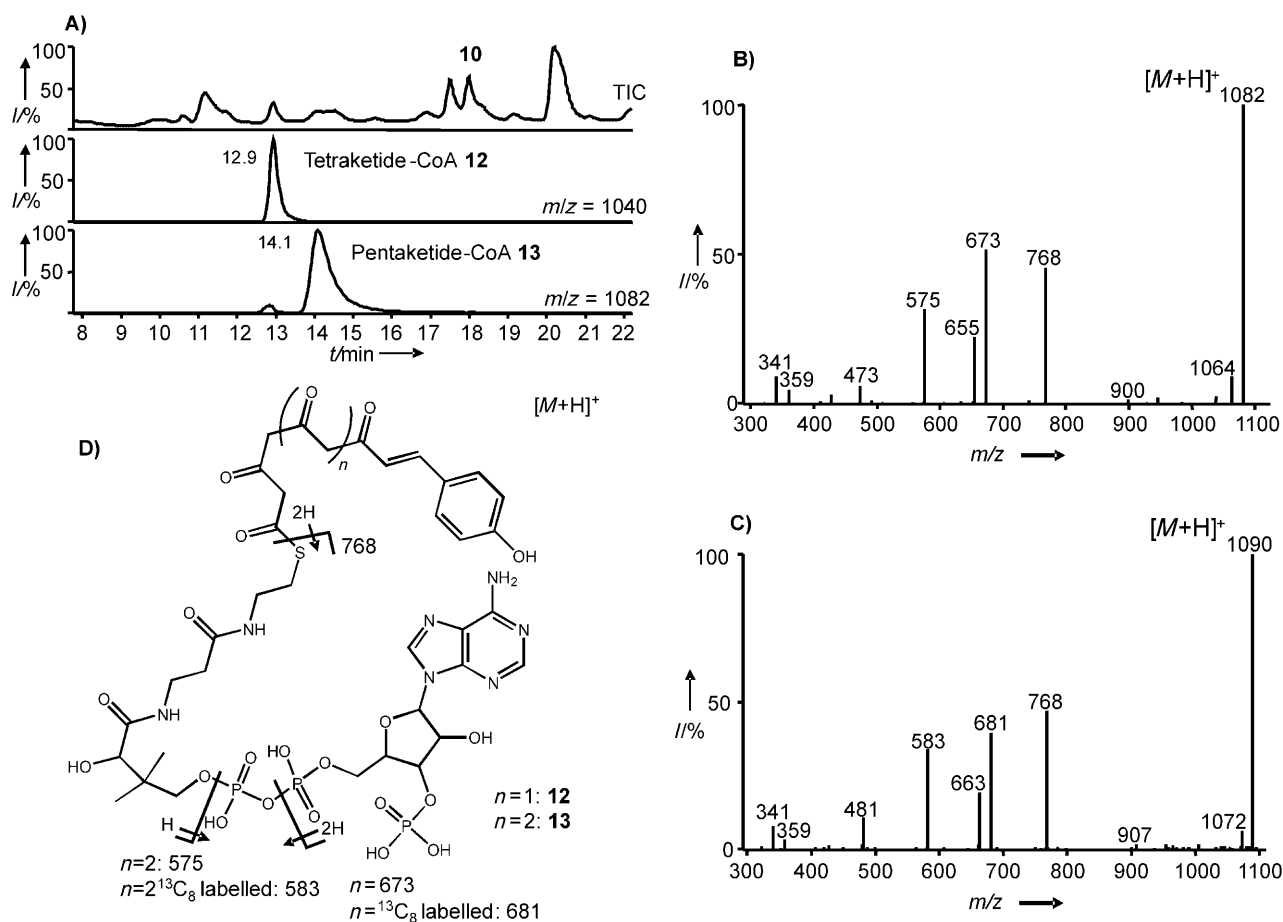 A)
100
50
I/%
10
TIC
100
50
I/%
12.9
Tetraketide-CoA 12
m/z = 1040
100
50
I/%
14.1
Pentaketide-CoA 13
m/z = 1082
8 9 10 11 12 13 14 15 16 17 18 19 20 21 22
t/min
B)
[M+H]+
100
50
0
I/%
341
359
473
575
655
673
768
900
1064
1082
300 400 500 600 700 800 900 1000 1100
m/z
C)
[M+H]+
100
50
0
I/%
341
359
481
583
663
681
768
907
1072
1090
300 400 500 600 700 800 900 1000 1100
m/z
D)
[M+H]+
O
O
n
O
O
2H
S
768
OH
NH2
O
NH
N
N
N
N
O
NH
HO
O
O
P
HO
O
HO
P
O
O
O
OH
O
P
O
HO
OH
H
2H
n=1: 12
n=2: 13
n=2: 575
n=2 13C8 labelled: 583
n=673
n=13C8 labelled: 681